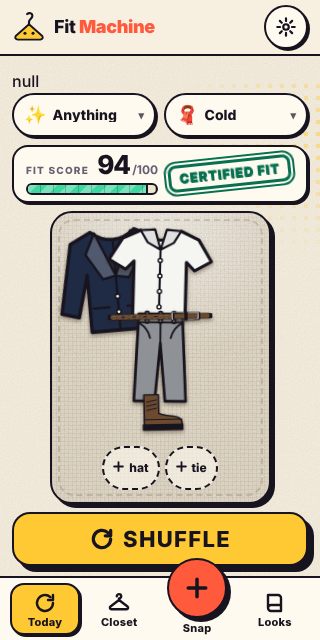 Fit Machine
null
✨ Anything ▾
🧣 Cold ▾
FIT SCORE 94/100
CERTIFIED FIT
+ hat
+ tie
SHUFFLE
Today
Closet
Snap
Looks